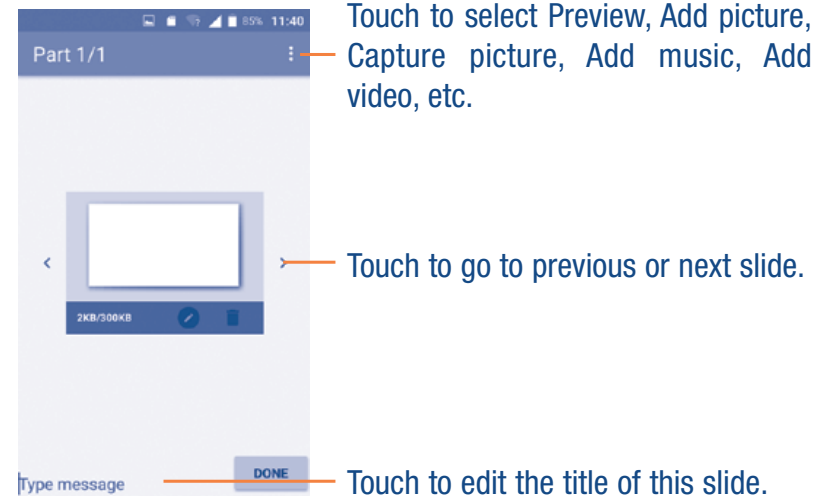 85% 11:40
Part 1/1
Touch to select Preview, Add picture,
Capture picture, Add music, Add
video, etc.
Touch to go to previous or next slide.
2KB/300KB
DONE
Type message
Touch to edit the title of this slide.